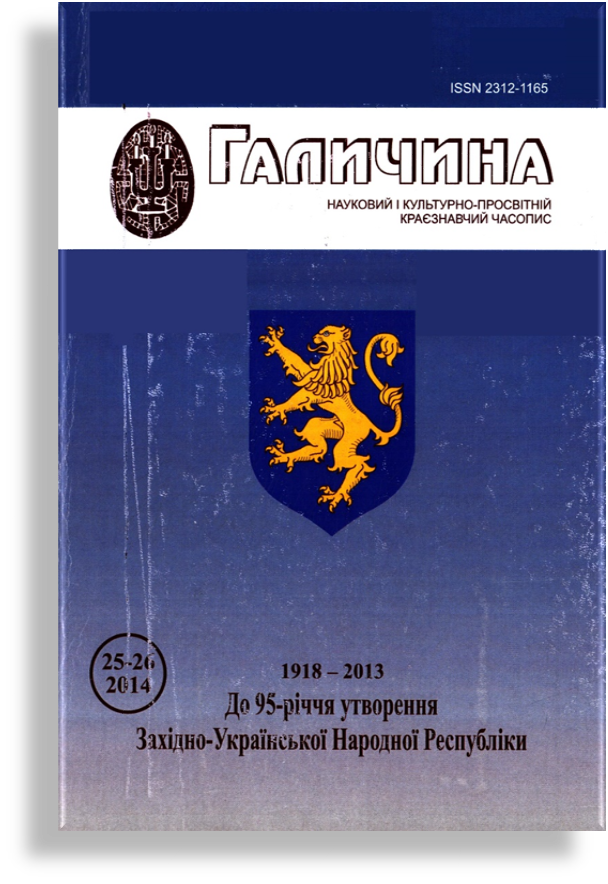 ISSN 2312-1165
ГАЛИЧИНА
НАУКОВИЙ І КУЛЬТУРНО-ПРОСВІТНІЙ
КРАЄЗНАВЧИЙ ЧАСОПИС
25-26
2014
1918 – 2013
До 95-річчя утворення
Західно-Української Народної Республіки